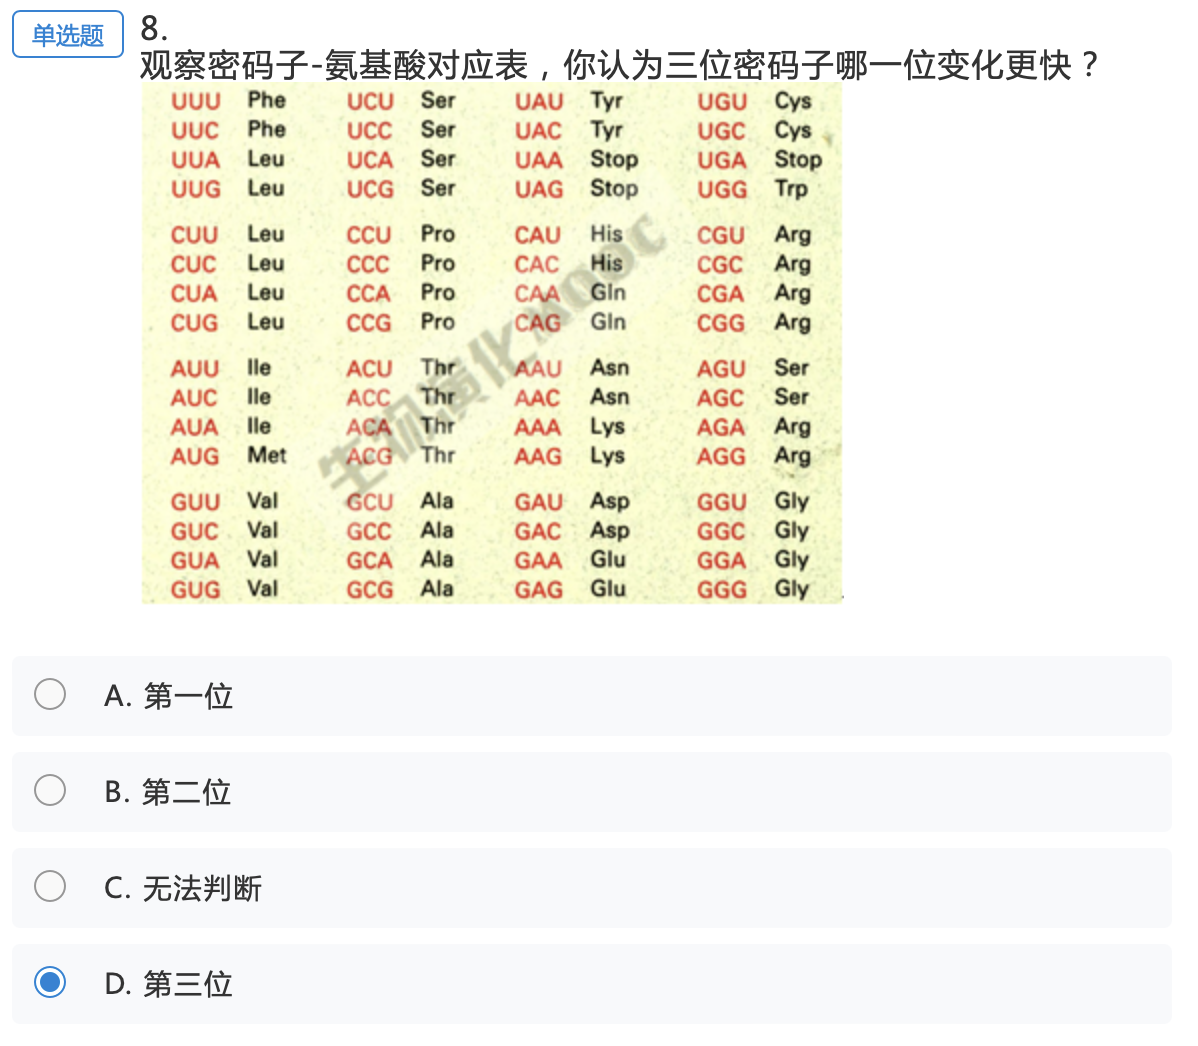 单选题
8.
观察密码子-氨基酸对应表，你认为三位密码子哪一位变化更快？
UUU Phe UCU Ser UAU Tyr UGU Cys
UUC Phe UCC Ser UAC Tyr UGC Cys
UUA Leu UCA Ser UAA Stop UGA Stop
UUG Leu UCG Ser UAG Stop UGG Trp
CUU Leu CCU Pro CAU His CGU Arg
CUC Leu CCC Pro CAC His CGC Arg
CUA Leu CCA Pro CAA Gln CGA Arg
CUG Leu CCG Pro CAG Gln CGG Arg
AUU Ile ACU Thr AAU Asn AGU Ser
AUC Ile ACC Thr AAC Asn AGC Ser
AUA Ile ACA Thr AAA Lys AGA Arg
AUG Met ACG Thr AAG Lys AGG Arg
GUU Val GCU Ala GAU Asp GGU Gly
GUC Val GCC Ala GAC Asp GGC Gly
GUA Val GCA Ala GAA Glu GGA Gly
GUG Val GCG Ala GAG Glu GGG Gly
生物演化MOOC
A. 第一位
B. 第二位
C. 无法判断
D. 第三位